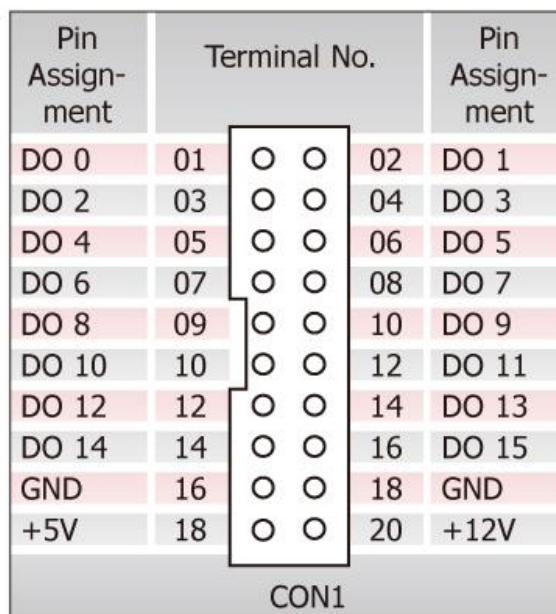 Pin Assign-ment Terminal No. Pin Assign-ment
DO 0 01 02 DO 1
DO 2 03 04 DO 3
DO 4 05 06 DO 5
DO 6 07 08 DO 7
DO 8 09 10 DO 9
DO 10 10 12 DO 11
DO 12 12 14 DO 13
DO 14 14 16 DO 15
GND 16 18 GND
+5V 18 20 +12V
CON1